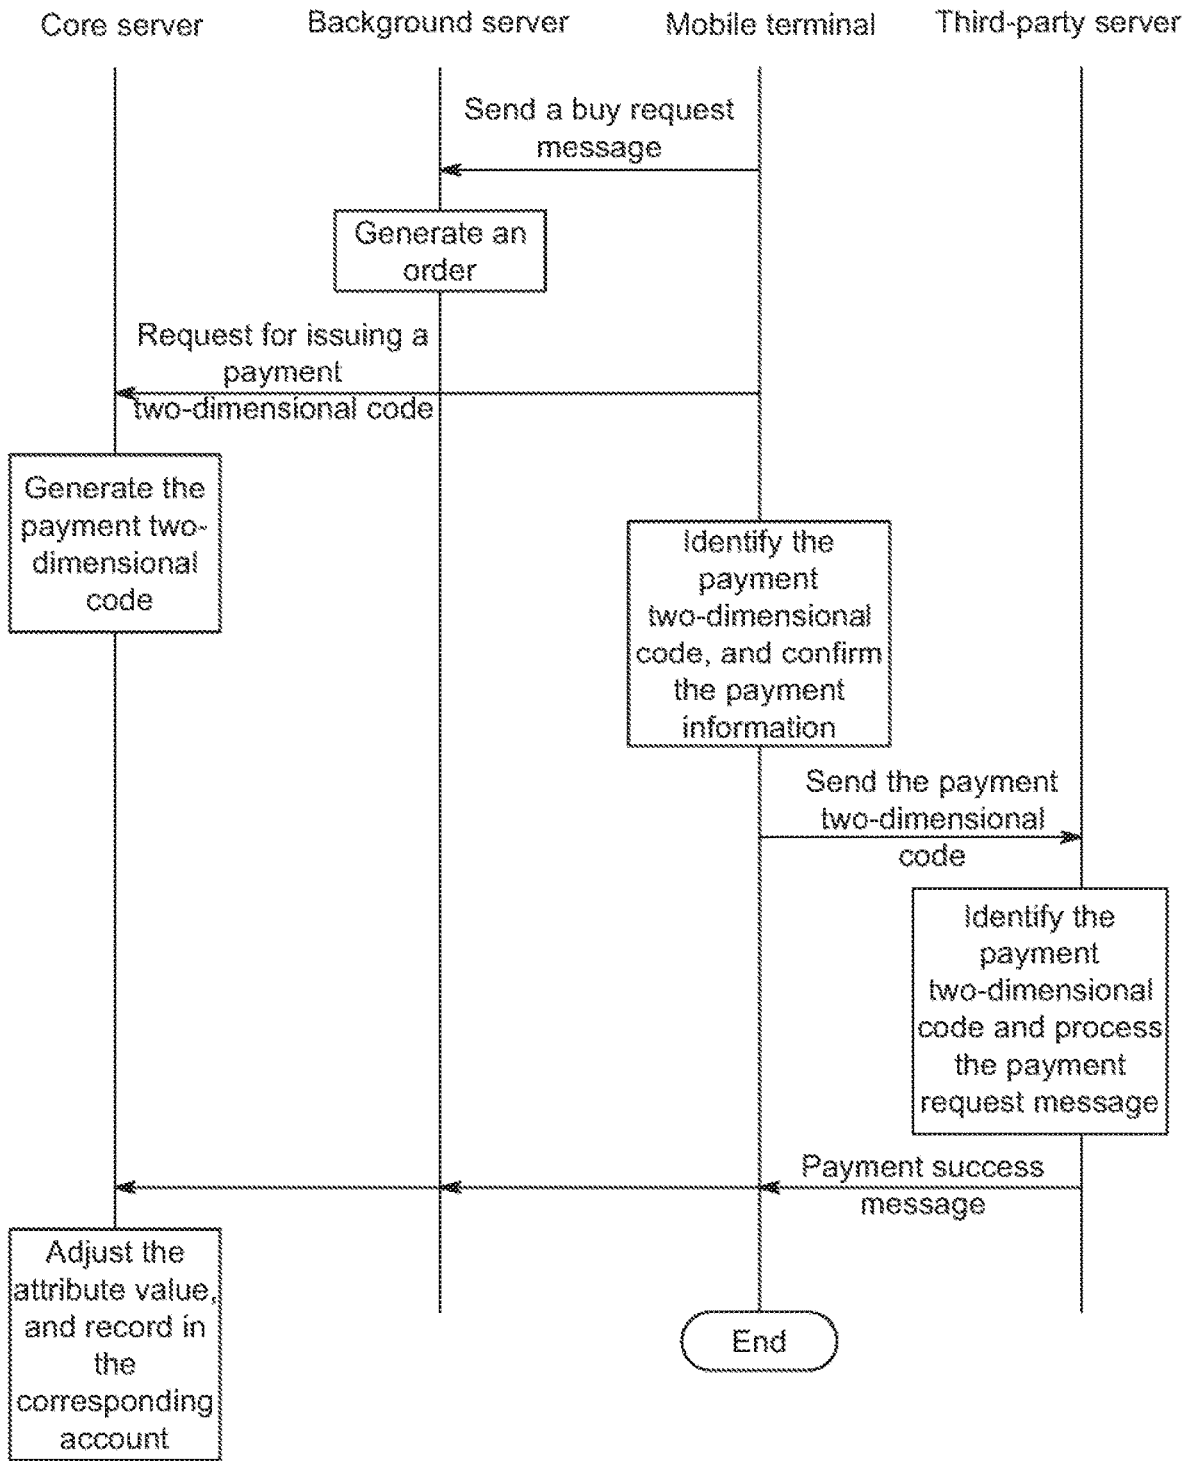 Core server
Background server
Mobile terminal
Third-party server
Send a buy request
message
Generate an
order
Request for issuing a
payment
two-dimensional code
Generate the
payment two-
dimensional
code
Identify the
payment
two-dimensional
code, and confirm
the payment
information
Send the payment
two-dimensional
code
Identify the
payment
two-dimensional
code and process
the payment
request message
Payment success
message
Adjust the
attribute value,
and record in
the
corresponding
account
End